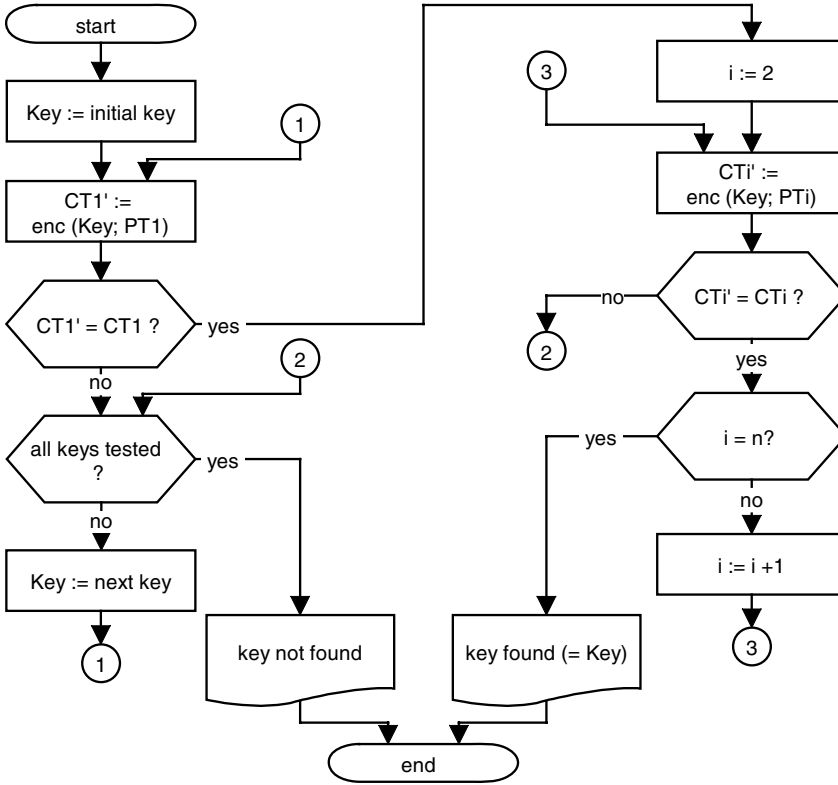 start
Key := initial key
1
CT1' :=
enc (Key; PT1)
CT1' = CT1 ?
yes
no
2
all keys tested
?
yes
no
Key := next key
1
key not found
3
i := 2
CTi' :=
enc (Key; PTi)
CTi' = CTi ?
no
2
yes
i = n?
yes
no
i := i +1
3
key found (= Key)
end